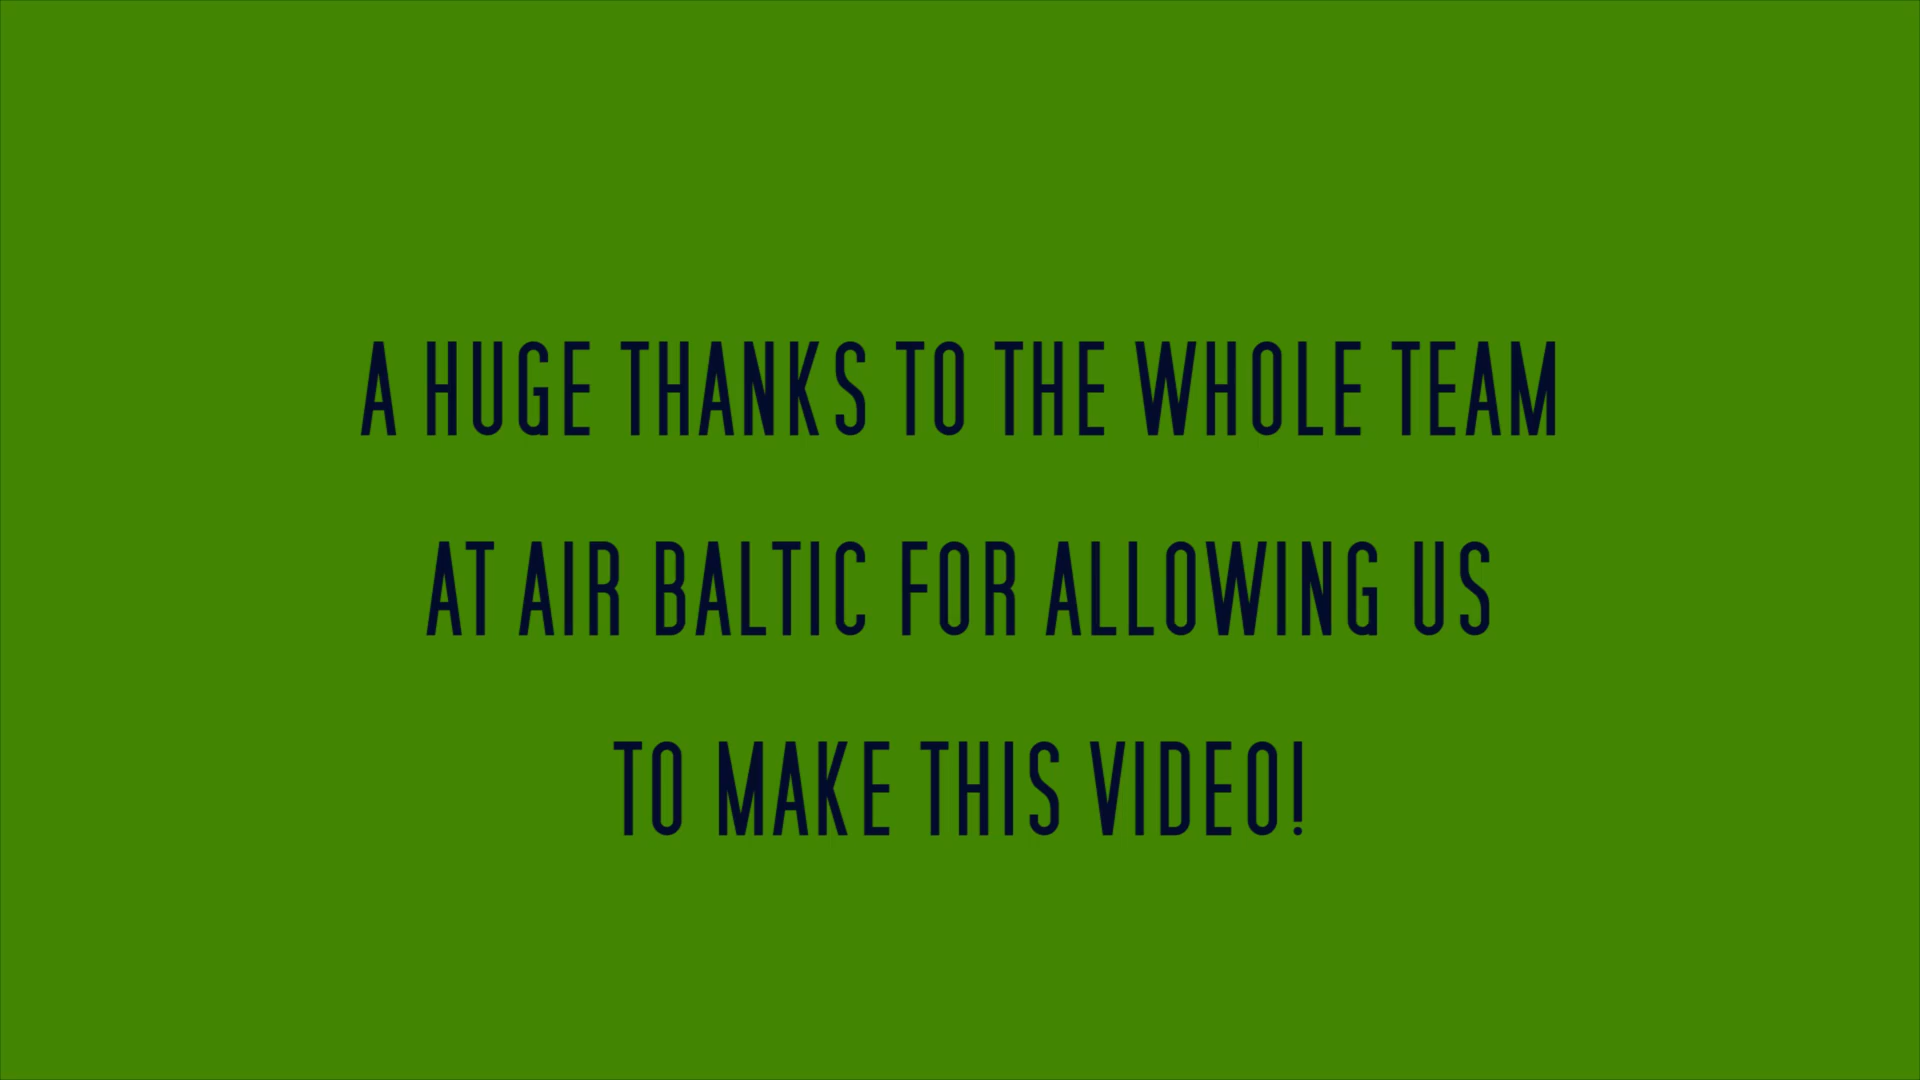 A HUGE THANKS TO THE WHOLE TEAM
AT AIR BALTIC FOR ALLOWING US
TO MAKE THIS VIDEO!